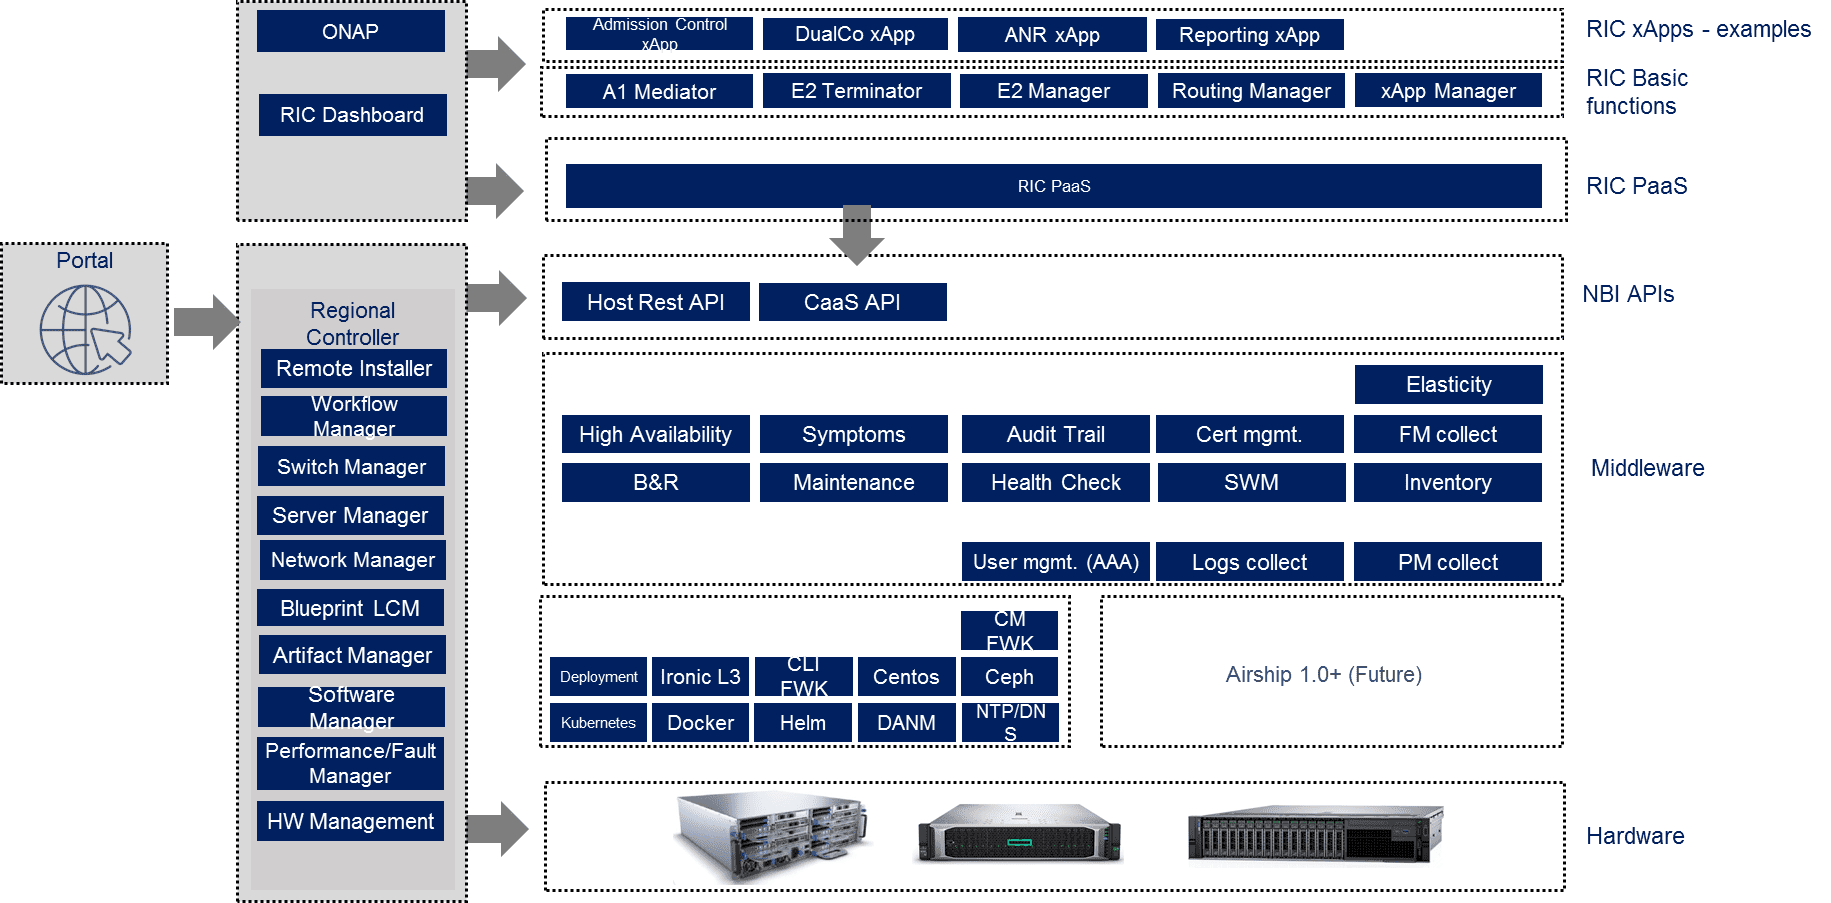 ONAP
RIC Dashboard
Admission Control
xApp
DualCo xApp
ANR xApp
Reporting xApp
RIC xApps - examples
A1 Mediator
E2 Terminator
E2 Manager
Routing Manager
xApp Manager
RIC Basic
functions
RIC PaaS
RIC PaaS
Portal
Regional
Controller
Remote Installer
Workflow
Manager
Switch Manager
Server Manager
Network Manager
Blueprint LCM
Artifact Manager
Software
Manager
Performance/Fault
Manager
HW Management
Host Rest API
CaaS API
NBI APIs
Elasticity
High Availability
Symptoms
Audit Trail
Cert mgmt.
FM collect
B&R
Maintenance
Health Check
SWM
Inventory
Middleware
User mgmt. (AAA)
Logs collect
PM collect
CM
FWK
Deployment
Ironic L3
CLI
FWK
Centos
Ceph
Kubernetes
Docker
Helm
DANM
NTP/DN
S
Airship 1.0+ (Future)
Hardware